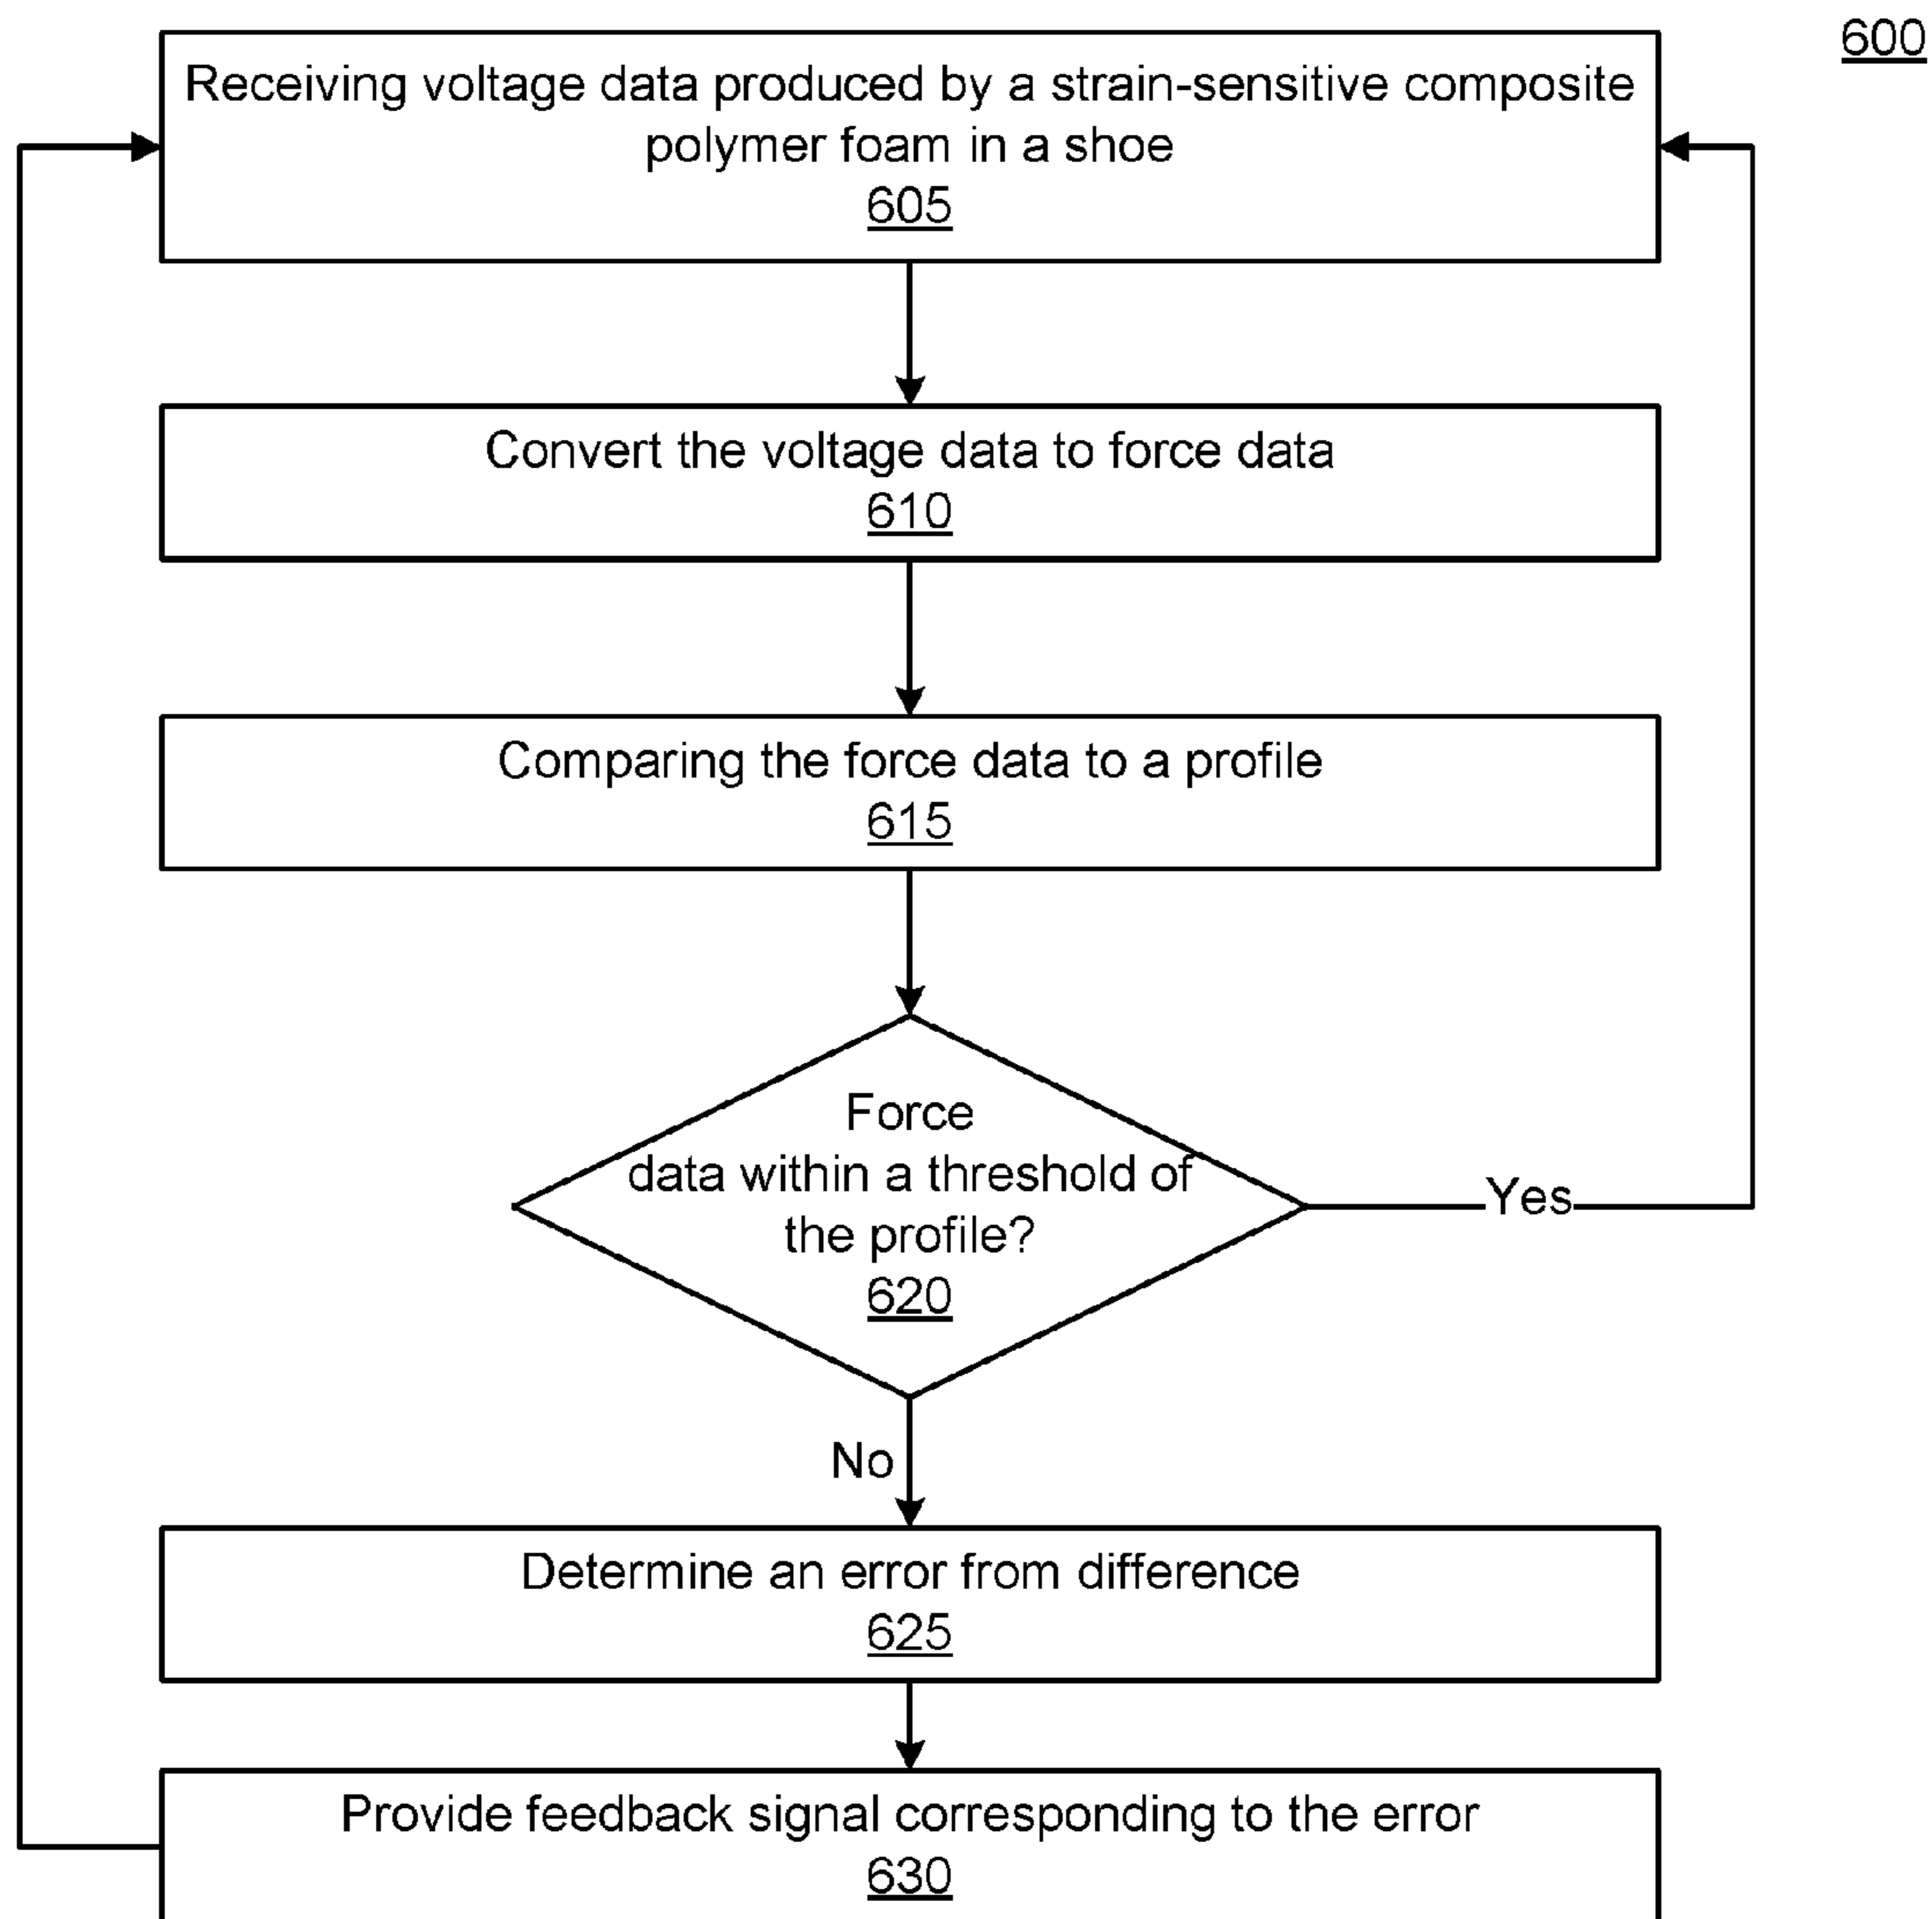 600
Receiving voltage data produced by a strain-sensitive composite
polymer foam in a shoe
605
Convert the voltage data to force data
610
Comparing the force data to a profile
615
Force
data within a threshold of
the profile?
620
Yes
No
Determine an error from difference
625
Provide feedback signal corresponding to the error
630